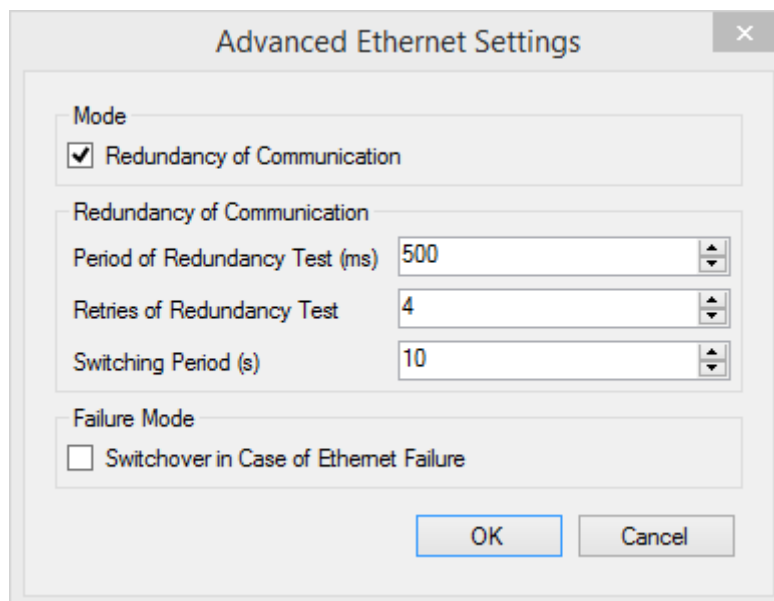 Advanced Ethernet Settings
Mode
Redundancy of Communication
Redundancy of Communication
Period of Redundancy Test (ms) 500
Retries of Redundancy Test 4
Switching Period (s) 10
Failure Mode
Switchover in Case of Ethernet Failure
OK Cancel